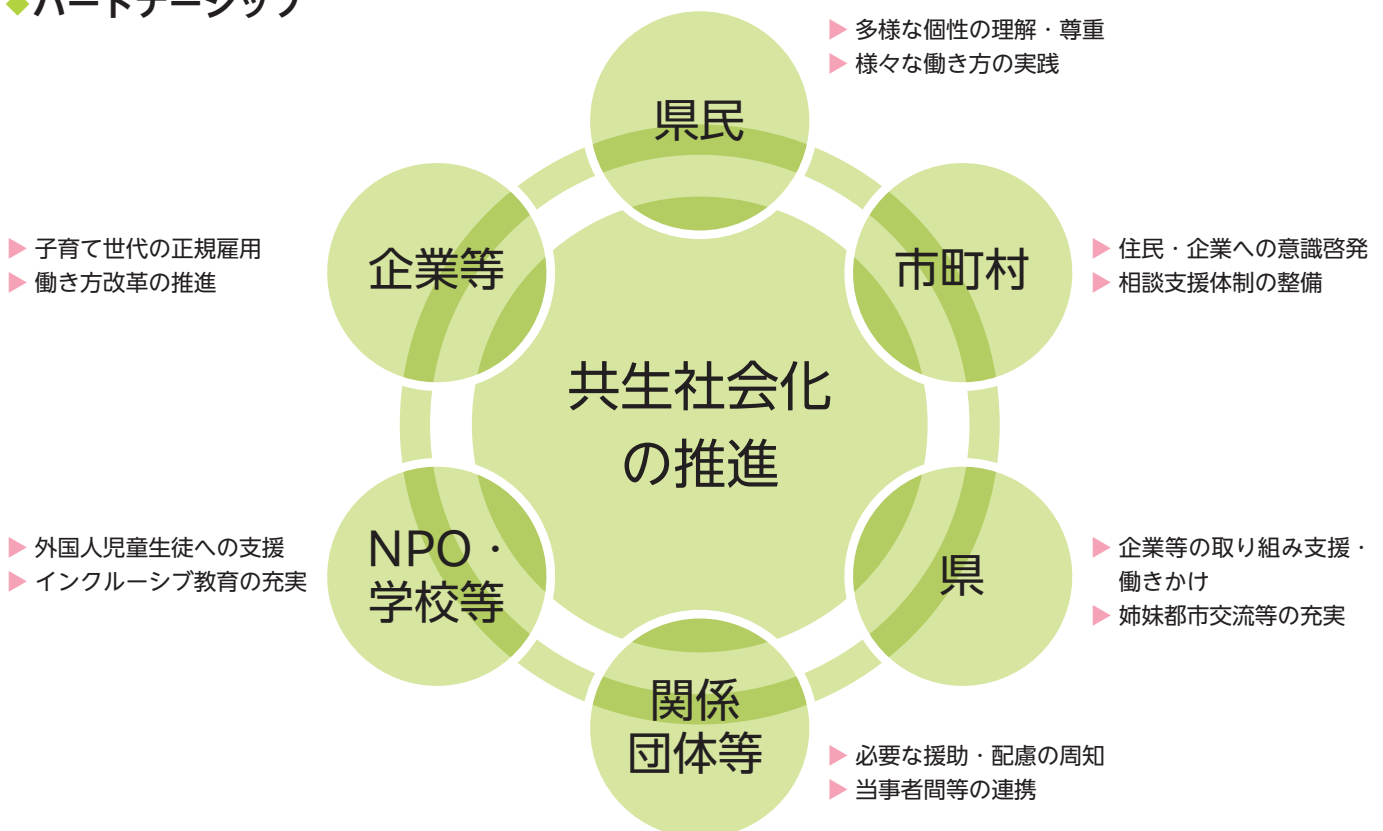 ◆パートナーシップ
▶ 多様な個性の理解・尊重
▶ 様々な働き方の実践
県民
企業等
▶ 子育て世代の正規雇用
▶ 働き方改革の推進
市町村
▶ 住民・企業への意識啓発
▶ 相談支援体制の整備
共生社会化
の推進
NPO・
学校等
▶ 外国人児童生徒への支援
▶ インクルーシブ教育の充実
県
▶ 企業等の取り組み支援・
働きかけ
▶ 姉妹都市交流等の充実
関係
団体等
▶ 必要な援助・配慮の周知
▶ 当事者間等の連携